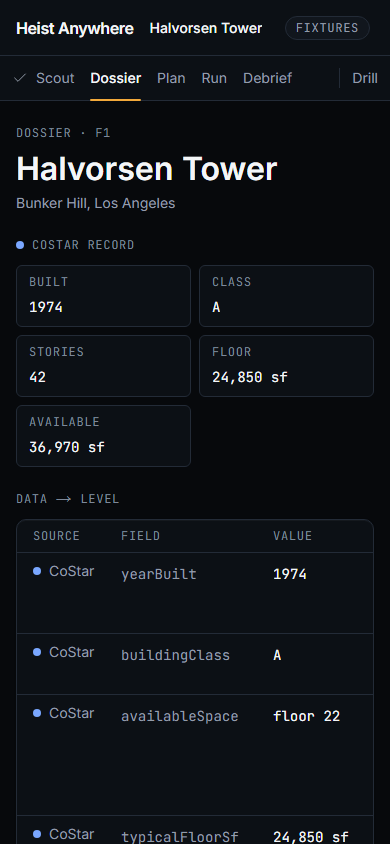 Heist Anywhere Halvorsen Tower FIXTURES
Scout Dossier Plan Run Debrief Drill
DOSSIER · F1
Halvorsen Tower
Bunker Hill, Los Angeles
COSTAR RECORD
BUILT CLASS
1974 A
STORIES FLOOR
42 24,850 sf
AVAILABLE
36,970 sf
DATA → LEVEL
SOURCE FIELD VALUE
CoStar yearBuilt 1974
CoStar buildingClass A
CoStar availableSpace floor 22
CoStar typicalFloorSf 24,850 sf